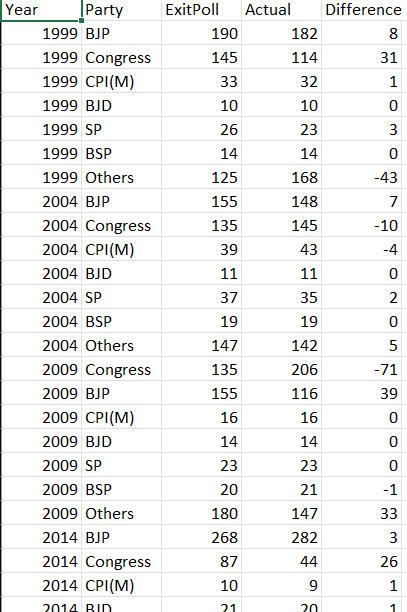 Year Party ExitPoll Actual Difference
1999 BJP 190 182 8
1999 Congress 145 114 31
1999 CPI(M) 33 32 1
1999 BJD 10 10 0
1999 SP 26 23 3
1999 BSP 14 14 0
1999 Others 125 168 -43
2004 BJP 155 148 7
2004 Congress 135 145 -10
2004 CPI(M) 39 43 -4
2004 BJD 11 11 0
2004 SP 37 35 2
2004 BSP 19 19 0
2004 Others 147 142 5
2009 Congress 135 206 -71
2009 BJP 155 116 39
2009 CPI(M) 16 16 0
2009 BJD 14 14 0
2009 SP 23 23 0
2009 BSP 20 21 -1
2009 Others 180 147 33
2014 BJP 268 282 3
2014 Congress 87 44 26
2014 CPI(M) 10 9 1
2014 BJD 21 20 1